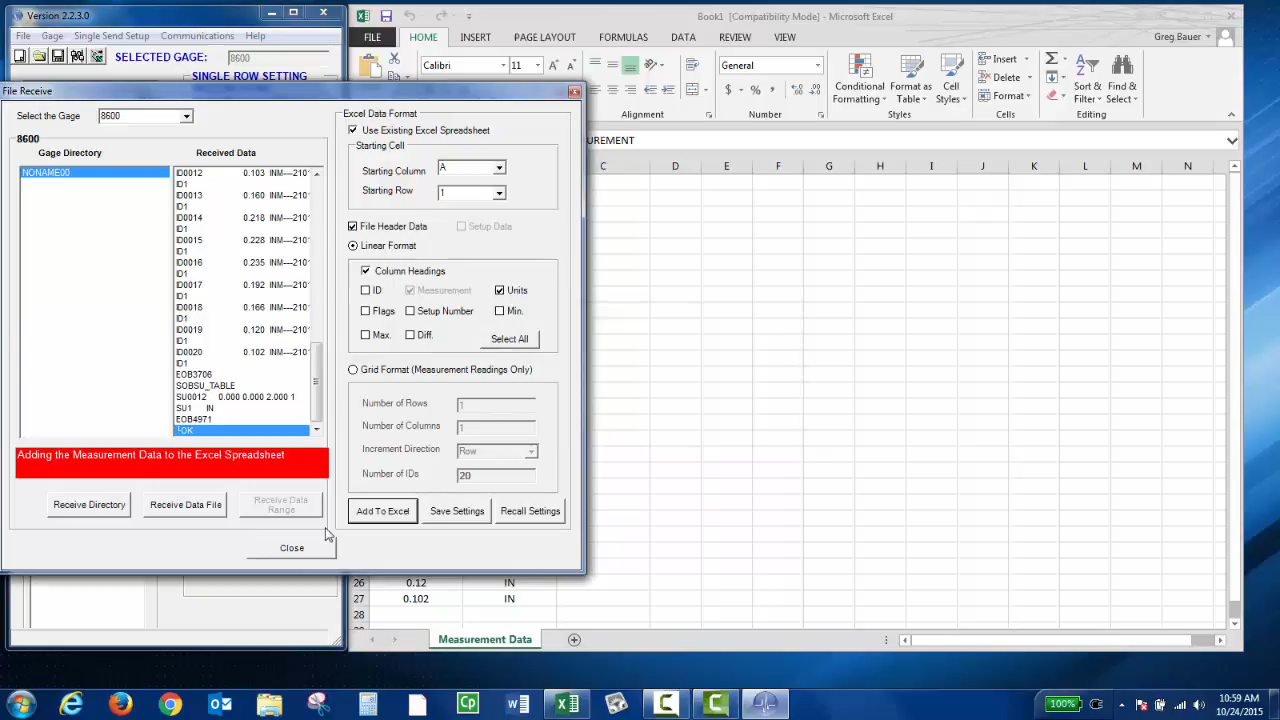 Version 2.2.3.0
File Gage Single Send Setup Communications Help
SELECTED GAGE: 8600
SINGLE ROW SETTING
File Receive
Select the Gage 8600
8600
Gage Directory Received Data
NONAME00
ID0012 0.103 INM---210
ID1
ID0013 0.160 INM---210
ID1
ID0014 0.218 INM---210
ID1
ID0015 0.228 INM---210
ID1
ID0016 0.235 INM---210
ID1
ID0017 0.192 INM---210
ID1
ID0018 0.166 INM---210
ID1
ID0019 0.120 INM---210
ID1
ID0020 0.102 INM---210
ID1
EOB3706
SOBSU_TABLE
SU0012 0.000 0.000 2.000 1
SU1 IN
EOB4971
└OK
Adding the Measurement Data to the Excel Spreadsheet
Receive Directory Receive Data File Receive Data Range
Close
Excel Data Format
Use Existing Excel Spreadsheet
Starting Cell
Starting Column A
Starting Row 1
File Header Data Setup Data
Linear Format
Column Headings
ID Measurement Units
Flags Setup Number Min.
Max. Diff. Select All
Grid Format (Measurement Readings Only)
Number of Rows 1
Number of Columns 1
Increment Direction Row
Number of IDs 20
Add To Excel Save Settings Recall Settings
Book1 [Compatibility Mode] - Microsoft Excel
FILE HOME INSERT PAGE LAYOUT FORMULAS DATA REVIEW VIEW
Greg Bauer
Calibri 11
General
Conditional Formatting
Format as Table
Cell Styles
Insert
Delete
Format
Sort & Filter
Find & Select
Alignment Number Styles Cells Editing
UREMENT
C D E F G H I J K L M N
26 0.12 IN
27 0.102 IN
28
Measurement Data
100%
10:59 AM
10/24/2015